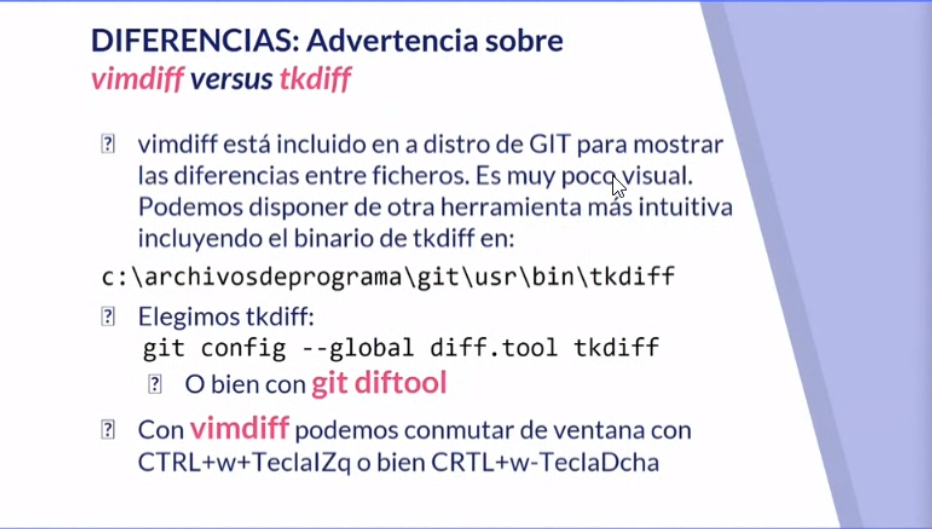 DIFERENCIAS: Advertencia sobre
vimdiff versus tkdiff
vimdiff está incluido en a distro de GIT para mostrar
las diferencias entre ficheros. Es muy poco visual.
Podemos disponer de otra herramienta más intuitiva
incluyendo el binario de tkdiff en:
c:\archivosdeprograma\git\usr\bin\tkdiff
Elegimos tkdiff:
git config --global diff.tool tkdiff
O bien con git diftool
Con vimdiff podemos conmutar de ventana con
CTRL+w+TeclaIZq o bien CRTL+w-TeclaDcha